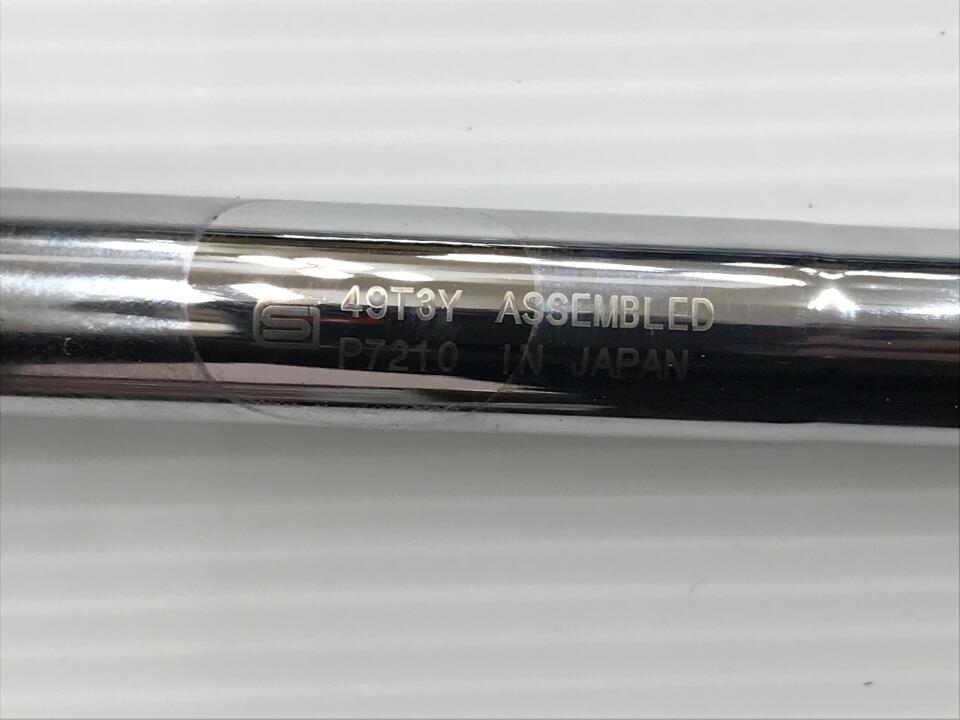 S 49T3Y ASSEMBLED
P7210 IN JAPAN